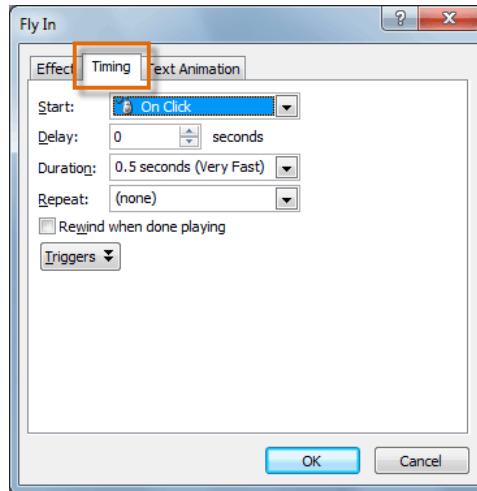 Fly In
Effect Timing Text Animation
Start: On Click
Delay: 0 seconds
Duration: 0.5 seconds (Very Fast)
Repeat: (none)
Rewind when done playing
Triggers
OK Cancel